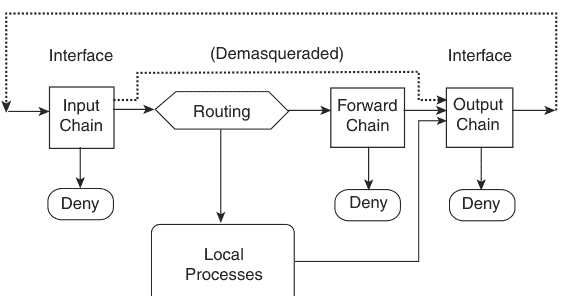 Interface
(Demasqueraded)
Interface
Input
Chain
Routing
Forward
Chain
Output
Chain
Deny
Deny
Deny
Local
Processes